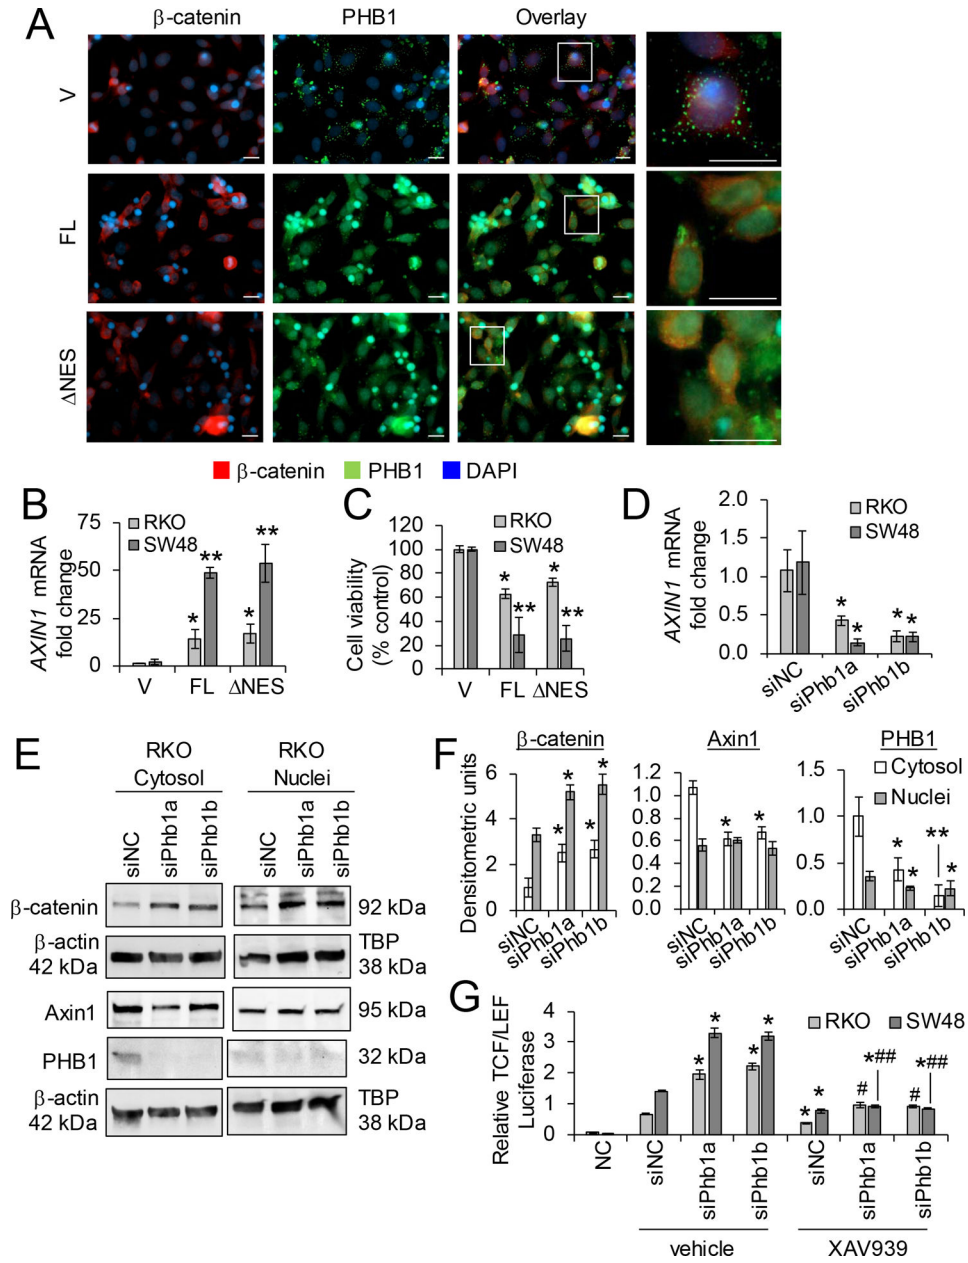 A
β-catenin PHB1 Overlay
V
FL
ΔNES
β-catenin PHB1 DAPI
B
AXIN1 mRNA
fold change
75
50
25
0
RKO
SW48
* ** * **
V FL ΔNES
C
Cell viability
(% control)
120
100
80
60
40
20
0
RKO
SW48
* ** * **
V FL ΔNES
D
AXIN1 mRNA
fold change
2.0
1.5
1.0
0.5
0.0
RKO
SW48
* * * *
siNC siPhb1a siPhb1b
E
RKO RKO
Cytosol Nuclei
siNC siPhb1a siPhb1b siNC siPhb1a siPhb1b
β-catenin 92 kDa
β-actin TBP
42 kDa 38 kDa
Axin1 95 kDa
PHB1 32 kDa
β-actin TBP
42 kDa 38 kDa
F
Densitometric units
β-catenin
6
4
2
0
* * * *
siNC siPhb1a siPhb1b
Axin1
1.2
1.0
0.8
0.6
0.4
0.2
0.0
* *
siNC siPhb1a siPhb1b
PHB1
Cytosol
Nuclei
1.5
1.0
0.5
0.0
* * ** *
siNC siPhb1a siPhb1b
G
Relative TCF/LEF
Luciferase
4
3
2
1
0
RKO SW48
* * * * * * # *## # *##
NC siNC siPhb1a siPhb1b siNC siPhb1a siPhb1b
vehicle XAV939